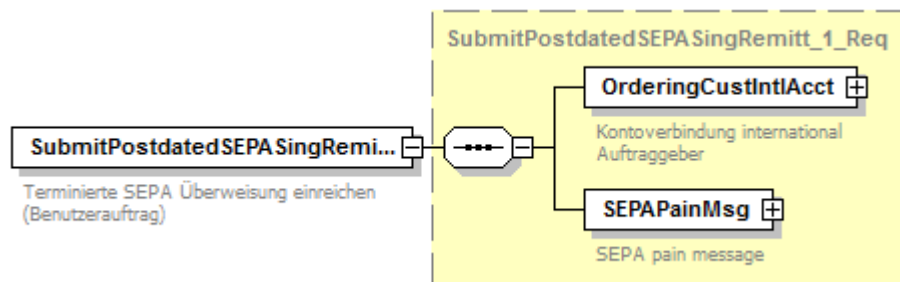 SubmitPostdatedSEPASingRemitt_1_Req
OrderingCustIntlAcct
Kontoverbindung international
Auftraggeber
SubmitPostdatedSEPASingRemi...
Terminierte SEPA Überweisung einreichen
(Benutzerauftrag)
SEPAPainMsg
SEPA pain message